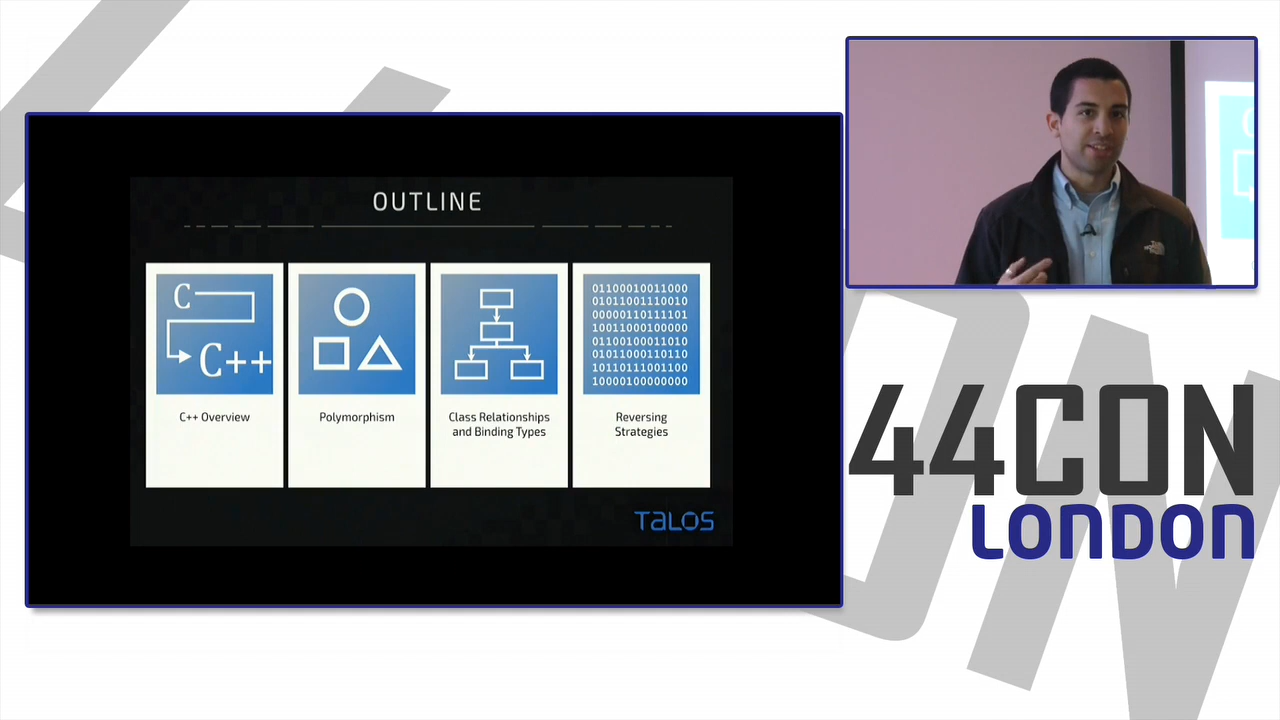 OUTLINE
C
C++
01100010011000
01011001110010
00000110111101
10011000100000
01100100011010
01011000110110
10110111001100
10000100000000
C++ Overview
Polymorphism
Class Relationships
and Binding Types
Reversing
Strategies
TALOS
44CON
LONDON